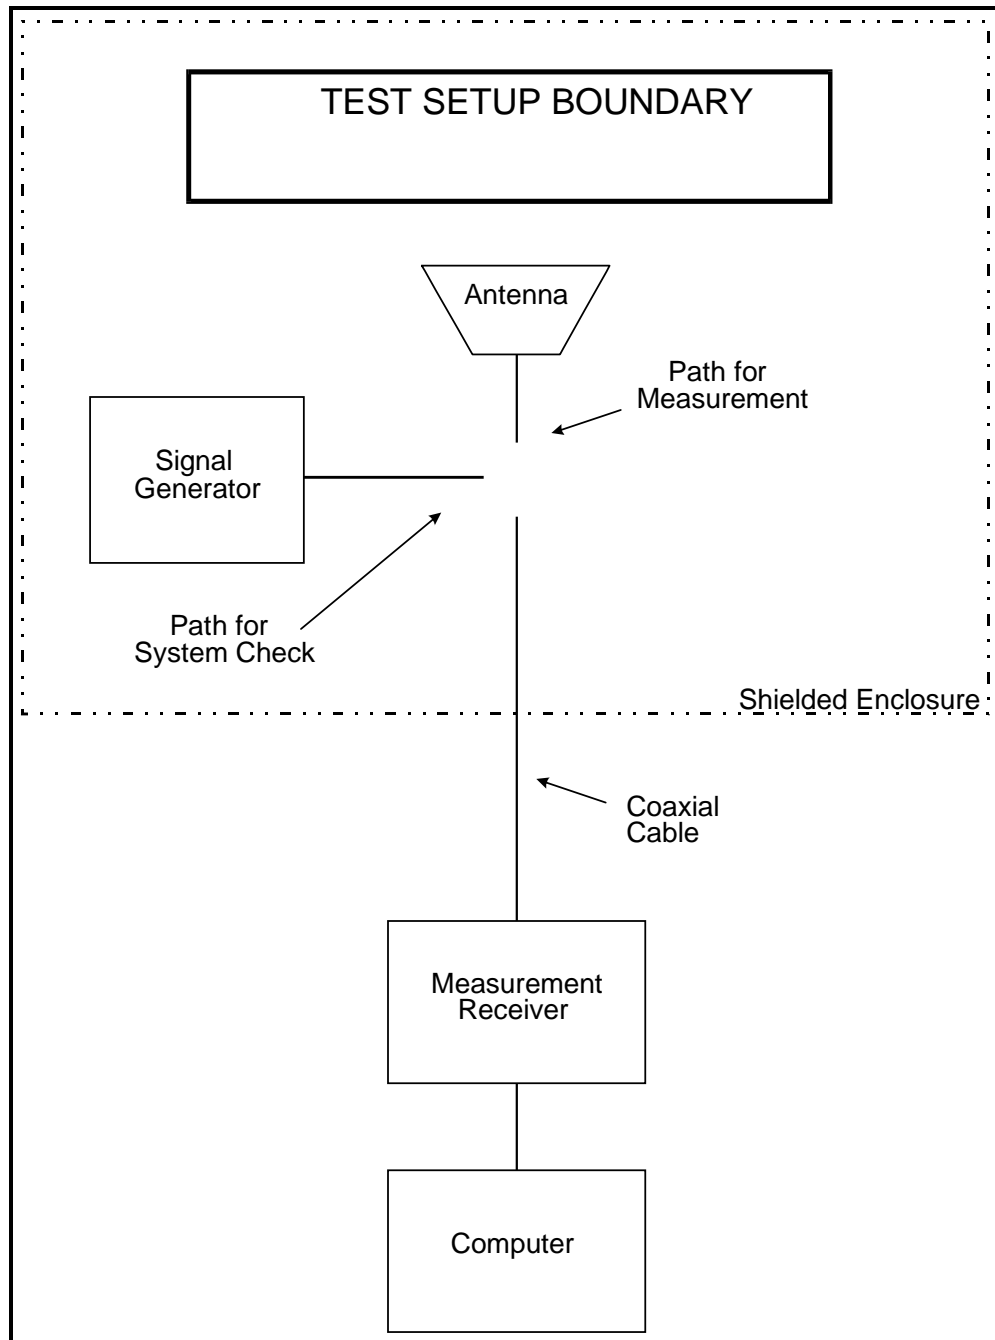 TEST SETUP BOUNDARY
Antenna
Path for
Measurement
Signal
Generator
Path for
System Check
Shielded Enclosure
Coaxial
Cable
Measurement
Receiver
Computer